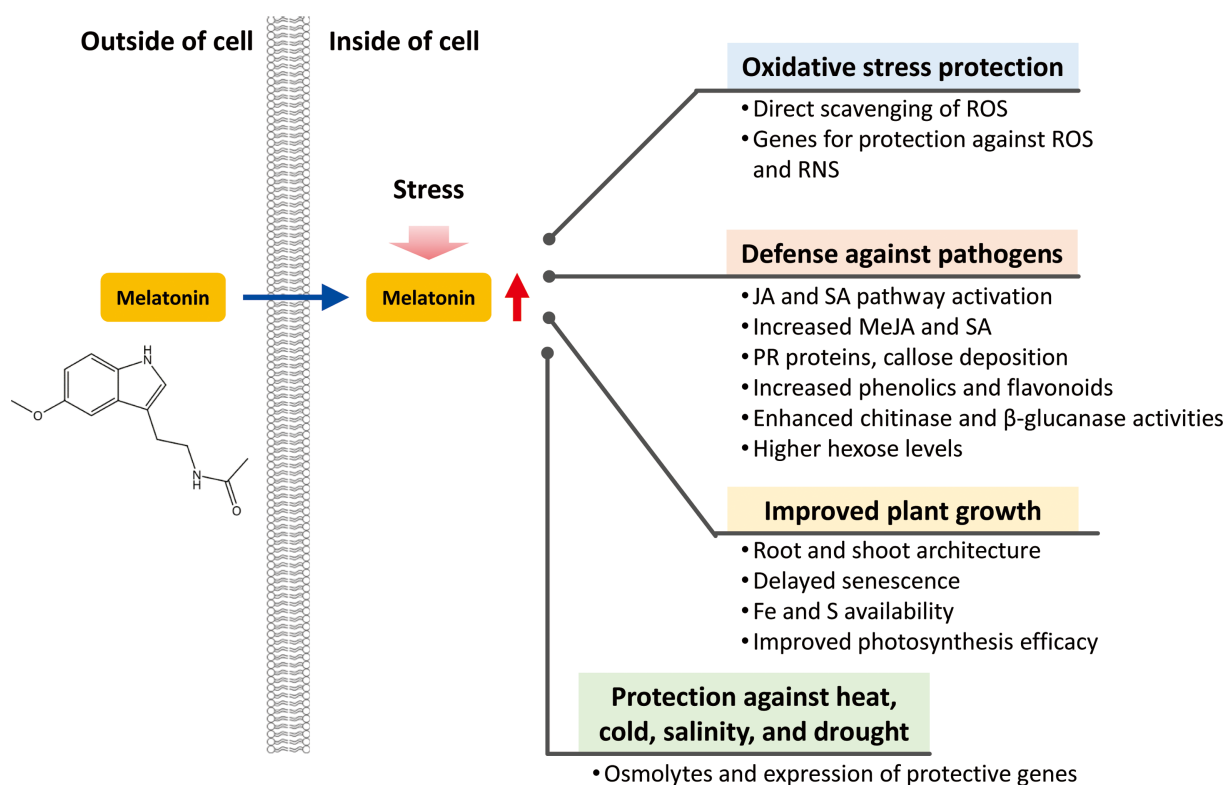 Outside of cell
Inside of cell
Stress
Melatonin
Melatonin
H
N
O
N
H
O
Oxidative stress protection
•Direct scavenging of ROS
•Genes for protection against ROS
and RNS
Defense against pathogens
•JA and SA pathway activation
•Increased MeJA and SA
•PR proteins, callose deposition
•Increased phenolics and flavonoids
•Enhanced chitinase and β-glucanase activities
•Higher hexose levels
Improved plant growth
•Root and shoot architecture
•Delayed senescence
•Fe and S availability
•Improved photosynthesis efficacy
Protection against heat,
cold, salinity, and drought
•Osmolytes and expression of protective genes